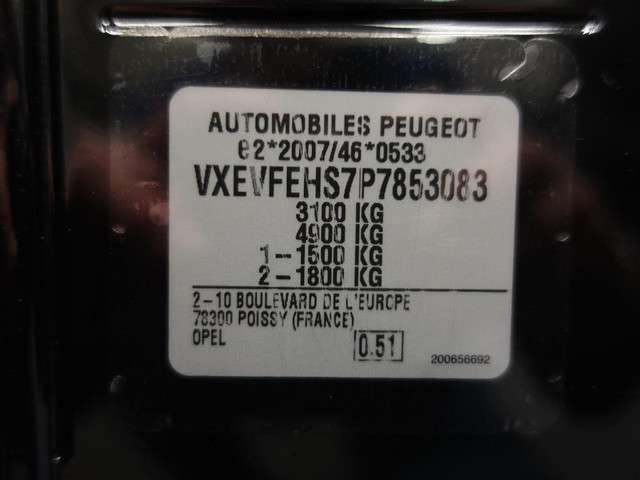 AUTOMOBILES PEUGEOT
e2*2007/46*0533
VXEVFEHS7P7853083
3100 KG
4900 KG
1-1500 KG
2-1800 KG
2-10 BOULEVARD DE L'EUROPE
78300 POISSY (FRANCE)
OPEL
0.51
200656692